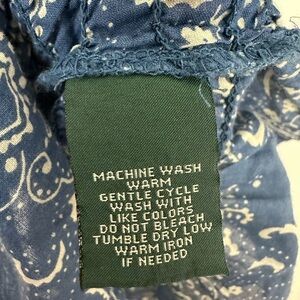 MACHINE WASH
WARM
GENTLE CYCLE
WASH WITH
LIKE COLORS
DO NOT BLEACH
TUMBLE DRY LOW
WARM IRON
IF NEEDED